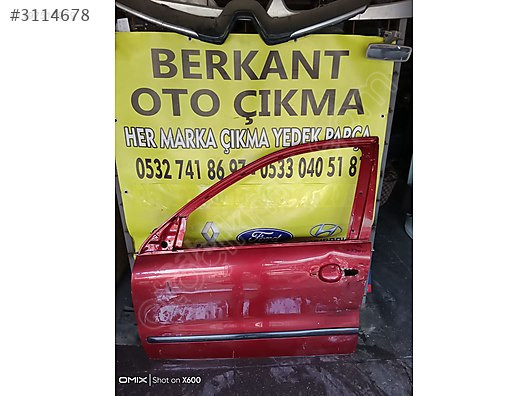 #3114678
BERKANT
OTO ÇIKMA
HER MARKA ÇIKMA YEDEK PARÇA
0532 741 86 97 - 0533 040 51 8
Ford
OMIX Shot on X600